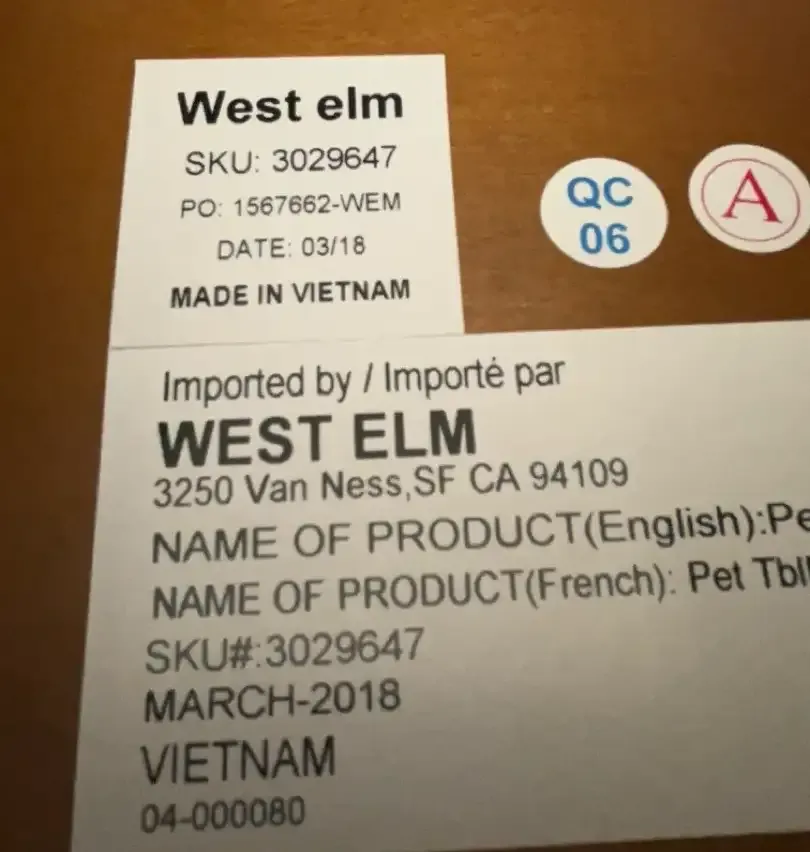 West elm
SKU: 3029647
PO: 1567662-WEM
DATE: 03/18
MADE IN VIETNAM
QC
06
A
Imported by / Importé par
WEST ELM
3250 Van Ness,SF CA 94109
NAME OF PRODUCT(English):Pe
NAME OF PRODUCT(French): Pet Tbl
SKU#:3029647
MARCH-2018
VIETNAM
04-000080